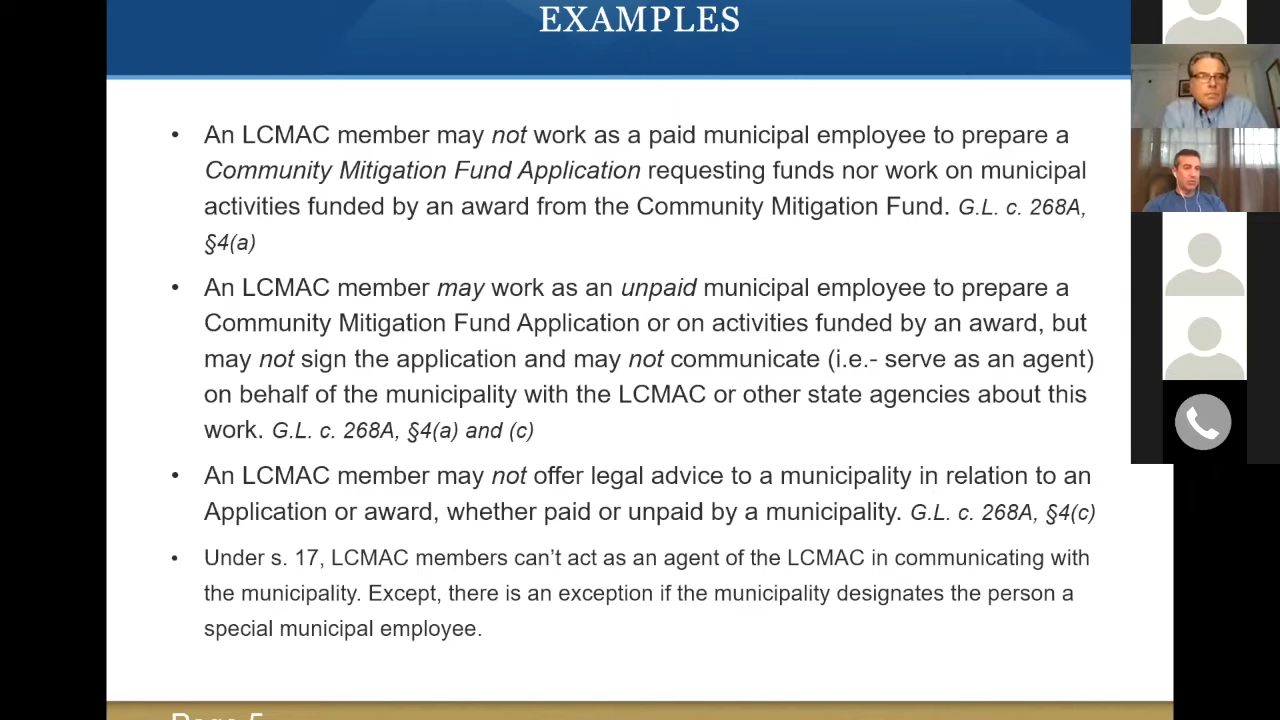 EXAMPLES
• An LCMAC member may not work as a paid municipal employee to prepare a
Community Mitigation Fund Application requesting funds nor work on municipal
activities funded by an award from the Community Mitigation Fund. G.L. c. 268A,
§4(a)
• An LCMAC member may work as an unpaid municipal employee to prepare a
Community Mitigation Fund Application or on activities funded by an award, but
may not sign the application and may not communicate (i.e.- serve as an agent)
on behalf of the municipality with the LCMAC or other state agencies about this
work. G.L. c. 268A, §4(a) and (c)
• An LCMAC member may not offer legal advice to a municipality in relation to an
Application or award, whether paid or unpaid by a municipality. G.L. c. 268A, §4(c)
• Under s. 17, LCMAC members can’t act as an agent of the LCMAC in communicating with
the municipality. Except, there is an exception if the municipality designates the person a
special municipal employee.
Page 5